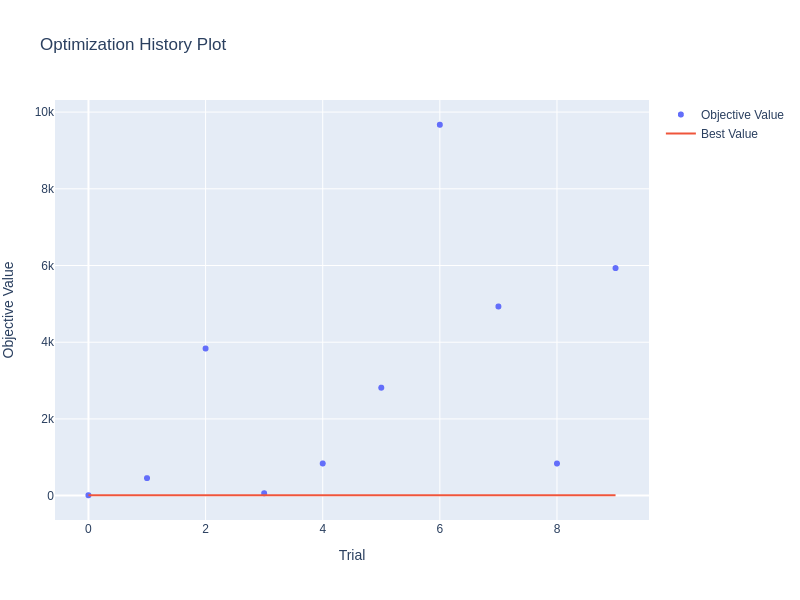 Optimization History Plot
Objective Value
Best Value
10k
8k
6k
4k
2k
0
0 2 4 6 8
Trial
Objective Value